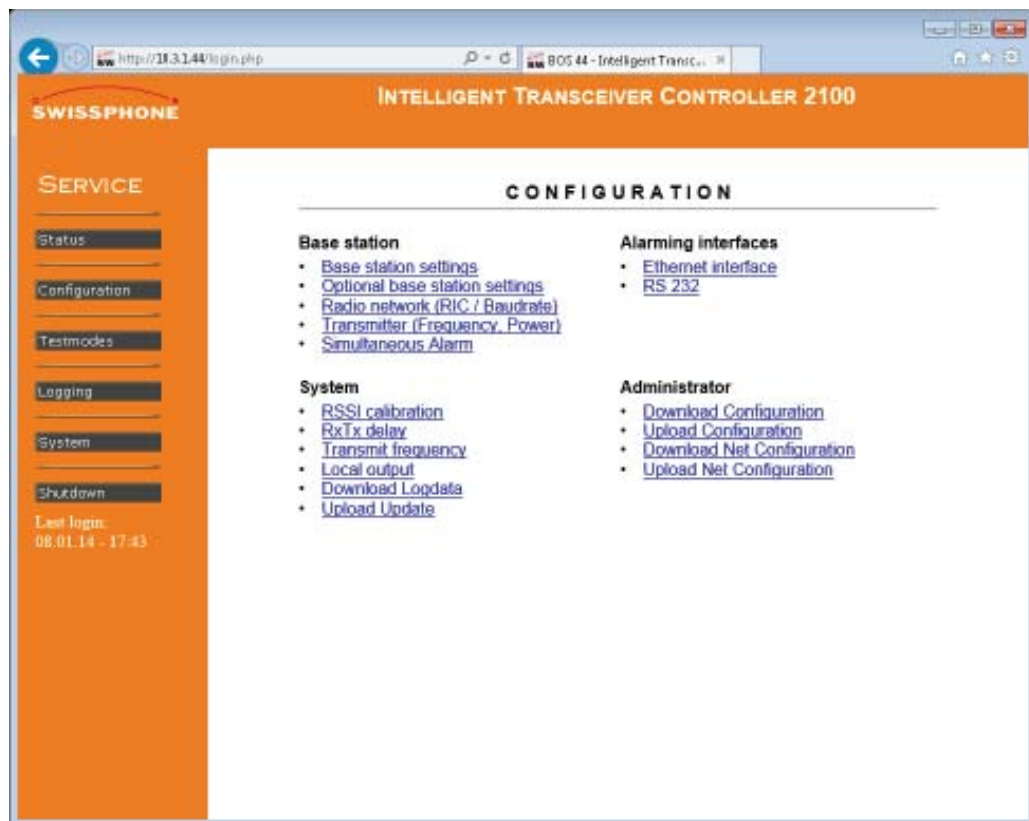 http://10.3.1.44/login.php
BOS 44 - Intelligent Transc...
SWISSPHONE
INTELLIGENT TRANSCEIVER CONTROLLER 2100
SERVICE
Status
Configuration
Testmodes
Logging
System
Shutdown
Last login:
08.01.14 - 17:43
CONFIGURATION
Base station
• Base station settings
• Optional base station settings
• Radio network (RIC / Baudrate)
• Transmitter (Frequency, Power)
• Simultaneous Alarm
Alarming interfaces
• Ethernet interface
• RS 232
System
• RSSI calibration
• RxTx delay
• Transmit frequency
• Local output
• Download Logdata
• Upload Update
Administrator
• Download Configuration
• Upload Configuration
• Download Net Configuration
• Upload Net Configuration